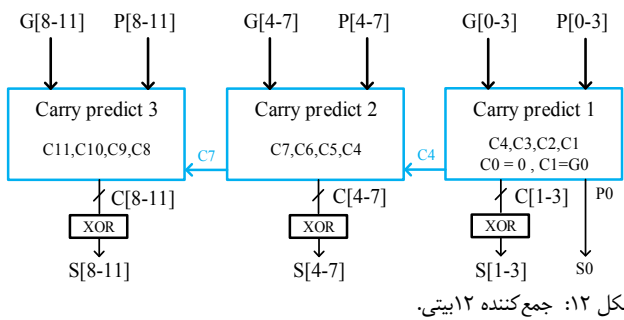 G[8-11] P[8-11] G[4-7] P[4-7] G[0-3] P[0-3]
Carry predict 3 Carry predict 2 Carry predict 1
C11,C10,C9,C8 C7 C7,C6,C5,C4 C4 C4,C3,C2,C1
C0 = 0 , C1=G0
C[8-11] C[4-7] C[1-3] P0
XOR XOR XOR
S[8-11] S[4-7] S[1-3] S0
کل ۱۲: جمع‌کننده ۱۲بیتی.